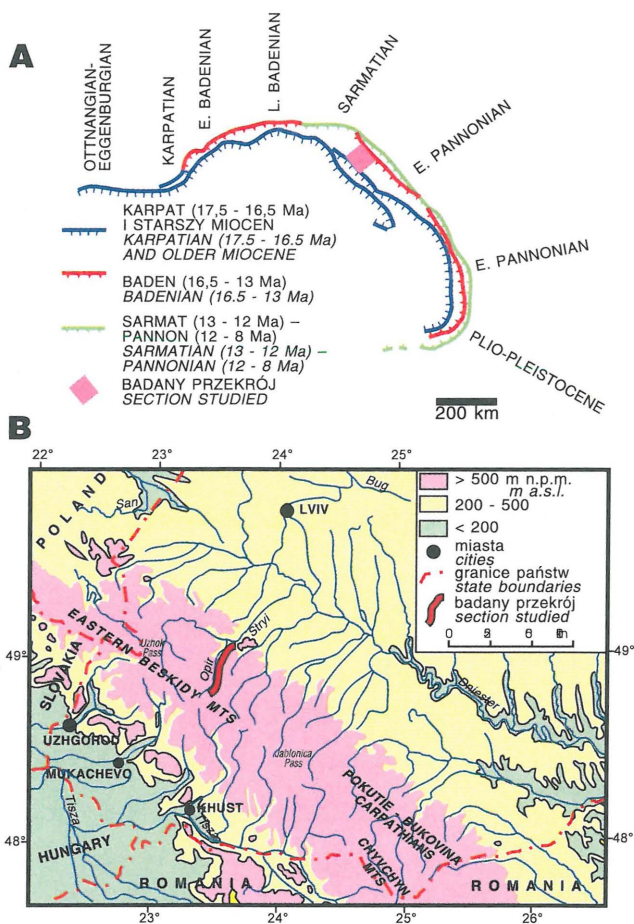 A
OTTNANGIAN-
EGGENBURGIAN
KARPATIAN
E. BADENIAN
L. BADENIAN
SARMATIAN
E. PANNONIAN
E. PANNONIAN
PLIO-PLEISTOCENE
KARPAT (17,5 - 16,5 Ma)
I STARSZY MIOCEN
KARPATIAN (17.5 - 16.5 Ma)
AND OLDER MIOCENE
BADEN (16,5 - 13 Ma)
BADENIAN (16.5 - 13 Ma)
SARMAT (13 - 12 Ma) –
PANNON (12 - 8 Ma)
SARMATIAN (13 - 12 Ma) –
PANNONIAN (12 - 8 Ma)
BADANY PRZEKRÓJ
SECTION STUDIED
200 km
B
22°
23°
24°
25°
> 500 m n.p.m.
m a.s.l.
200 - 500
< 200
miasta
cities
granice państw
state boundaries
badany przekrój
section studied
0
POLAND
San
Bug
LVIV
Stryi
Opir
Uzhok
Pass
EASTERN BESKIDY MTS
49°
49°
SLOVAKIA
Dniester
UZHGOROD
MUKACHEVO
Jablonica
Pass
KHUST
Tisza
Tisza
POKUTIE - BUKOVINA
CARPATHIANS
48°
48°
HUNGARY
CHYVCHYN
MTS
ROMANIA
ROMANIA
23°
24°
25°
26°